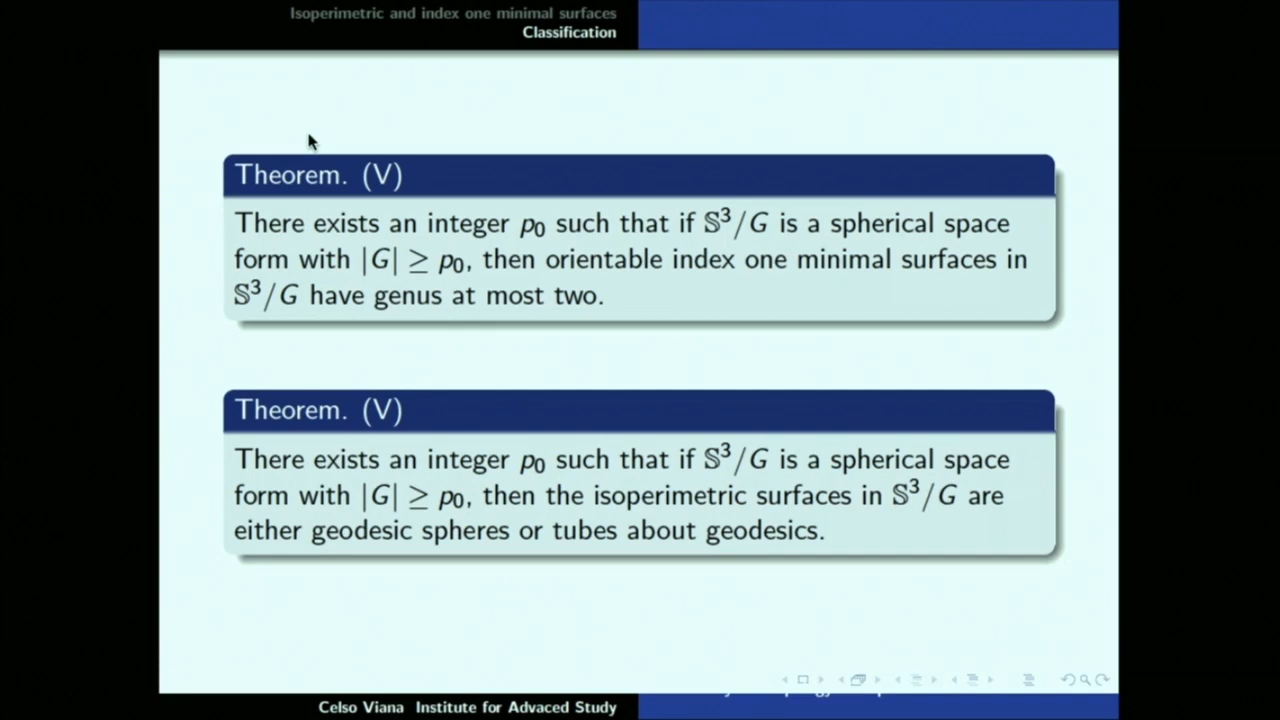 Isoperimetric and index one minimal surfaces
Classification
Theorem. (V)
There exists an integer p₀ such that if 𝕊³/G is a spherical space
form with |G| ≥ p₀, then orientable index one minimal surfaces in
𝕊³/G have genus at most two.
Theorem. (V)
There exists an integer p₀ such that if 𝕊³/G is a spherical space
form with |G| ≥ p₀, then the isoperimetric surfaces in 𝕊³/G are
either geodesic spheres or tubes about geodesics.
Celso Viana Institute for Advaced Study